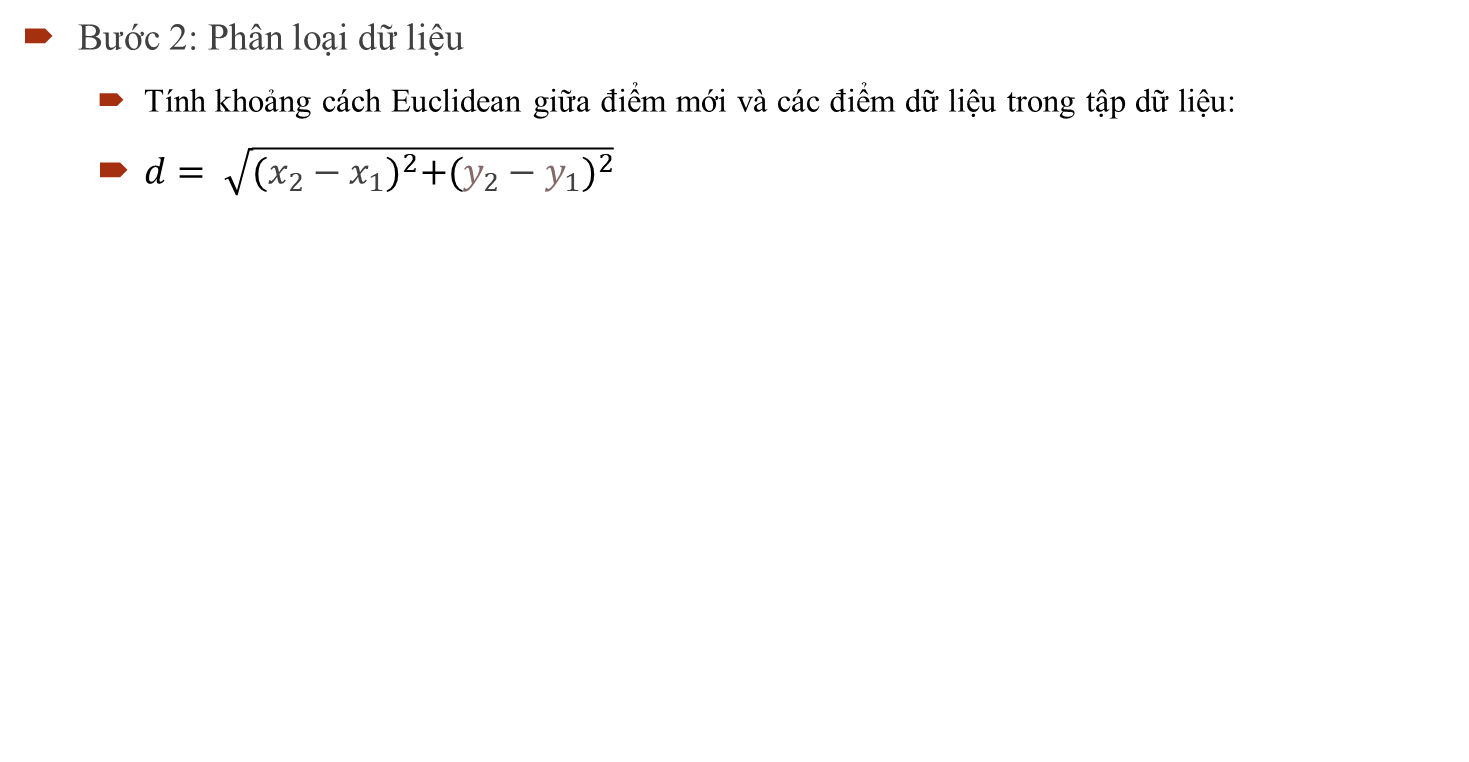 Bước 2: Phân loại dữ liệu
Tính khoảng cách Euclidean giữa điểm mới và các điểm dữ liệu trong tập dữ liệu:
d = √(x₂ − x₁)²+(y₂ − y₁)²